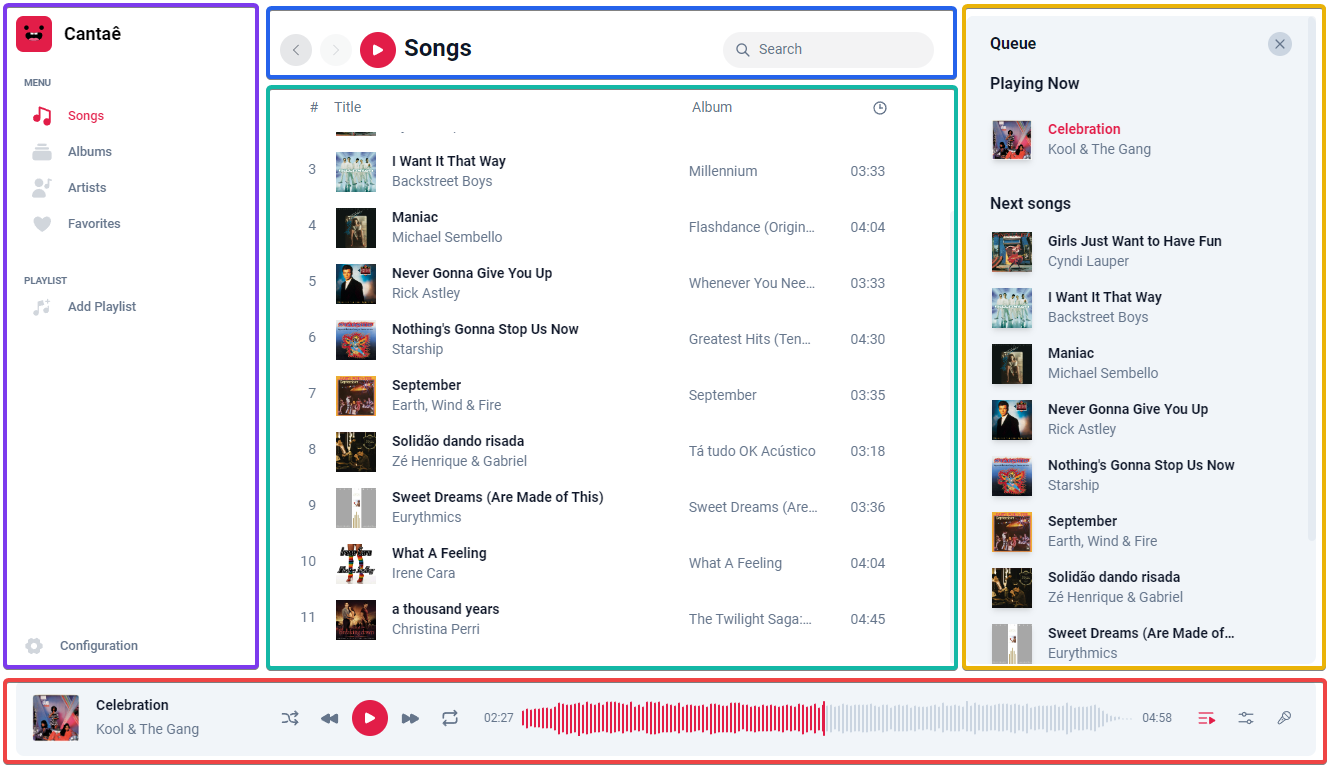 Cantaê
MENU
Songs
Albums
Artists
Favorites
PLAYLIST
Add Playlist
Configuration
Songs
Search
# Title Album
3 I Want It That Way Millennium 03:33
Backstreet Boys
4 Maniac Flashdance (Origin... 04:04
Michael Sembello
5 Never Gonna Give You Up Whenever You Nee... 03:33
Rick Astley
6 Nothing's Gonna Stop Us Now Greatest Hits (Ten... 04:30
Starship
7 September September 03:35
Earth, Wind & Fire
8 Solidão dando risada Tá tudo OK Acústico 03:18
Zé Henrique & Gabriel
9 Sweet Dreams (Are Made of This) Sweet Dreams (Are... 03:36
Eurythmics
10 What A Feeling What A Feeling 04:04
Irene Cara
11 a thousand years The Twilight Saga:... 04:45
Christina Perri
Queue
Playing Now
Celebration
Kool & The Gang
Next songs
Girls Just Want to Have Fun
Cyndi Lauper
I Want It That Way
Backstreet Boys
Maniac
Michael Sembello
Never Gonna Give You Up
Rick Astley
Nothing's Gonna Stop Us Now
Starship
September
Earth, Wind & Fire
Solidão dando risada
Zé Henrique & Gabriel
Sweet Dreams (Are Made of...
Eurythmics
Celebration
Kool & The Gang
02:27
04:58